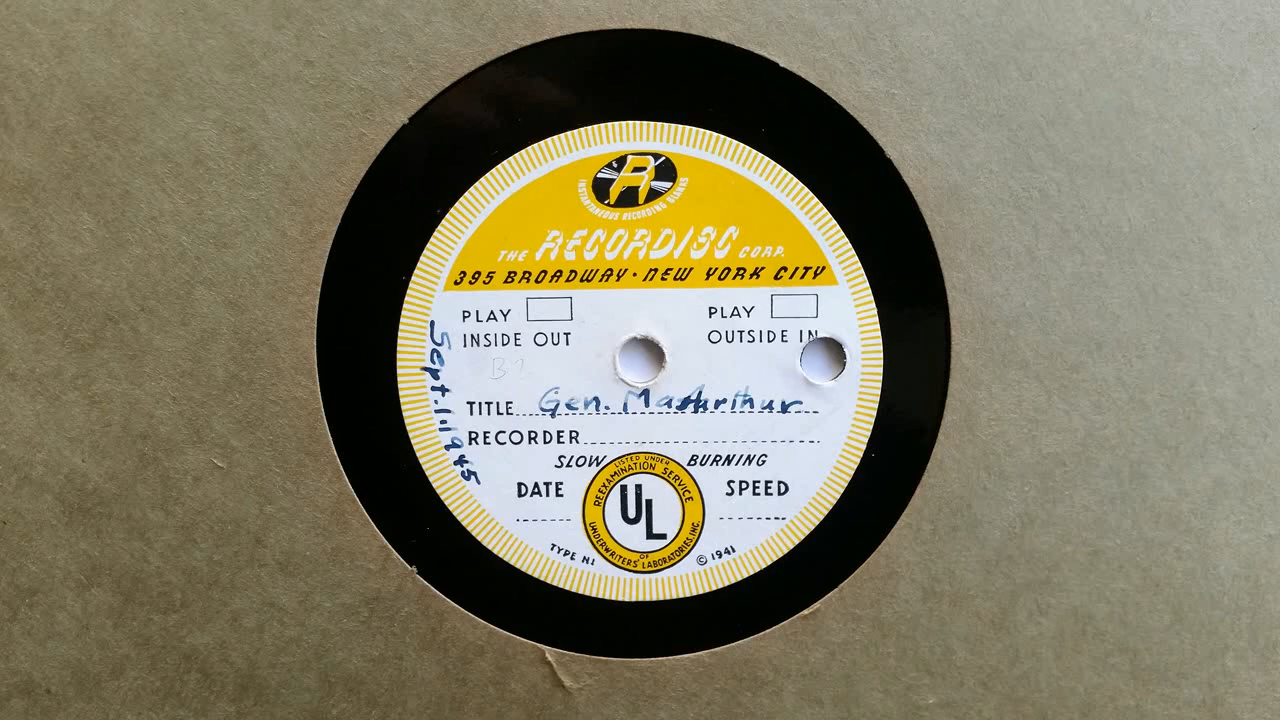 R
INSTANTANEOUS RECORDING BLANKS
THE RECORDISC CORP.
395 BROADWAY • NEW YORK CITY
PLAY PLAY
INSIDE OUT OUTSIDE IN
TITLE Gen. MacArthur
RECORDER
SLOW BURNING
DATE SPEED
LISTED UNDER
REEXAMINATION SERVICE
UL
OF
UNDERWRITERS' LABORATORIES, INC.
TYPE N1 © 1941
Sept. 1, 1945